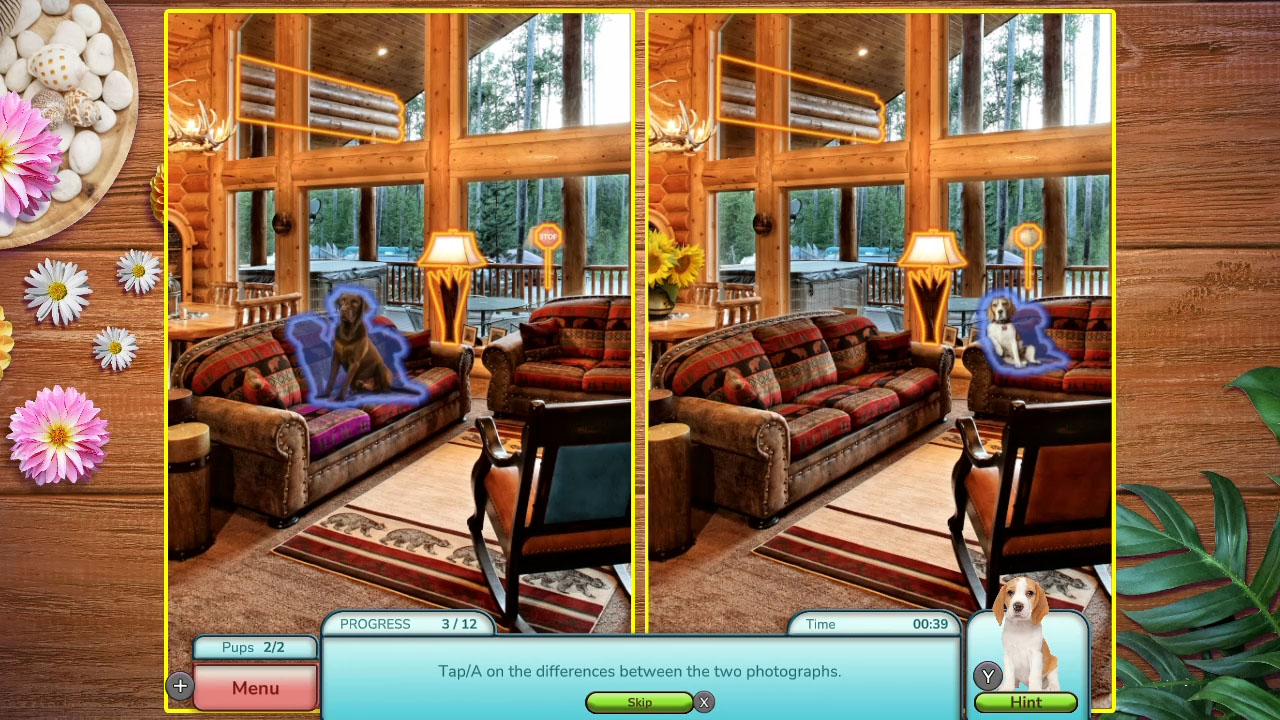 STOP
PROGRESS 3 / 12
Time 00:39
Pups 2/2
Tap/A on the differences between the two photographs.
+ Menu
Y
Skip X
Hint